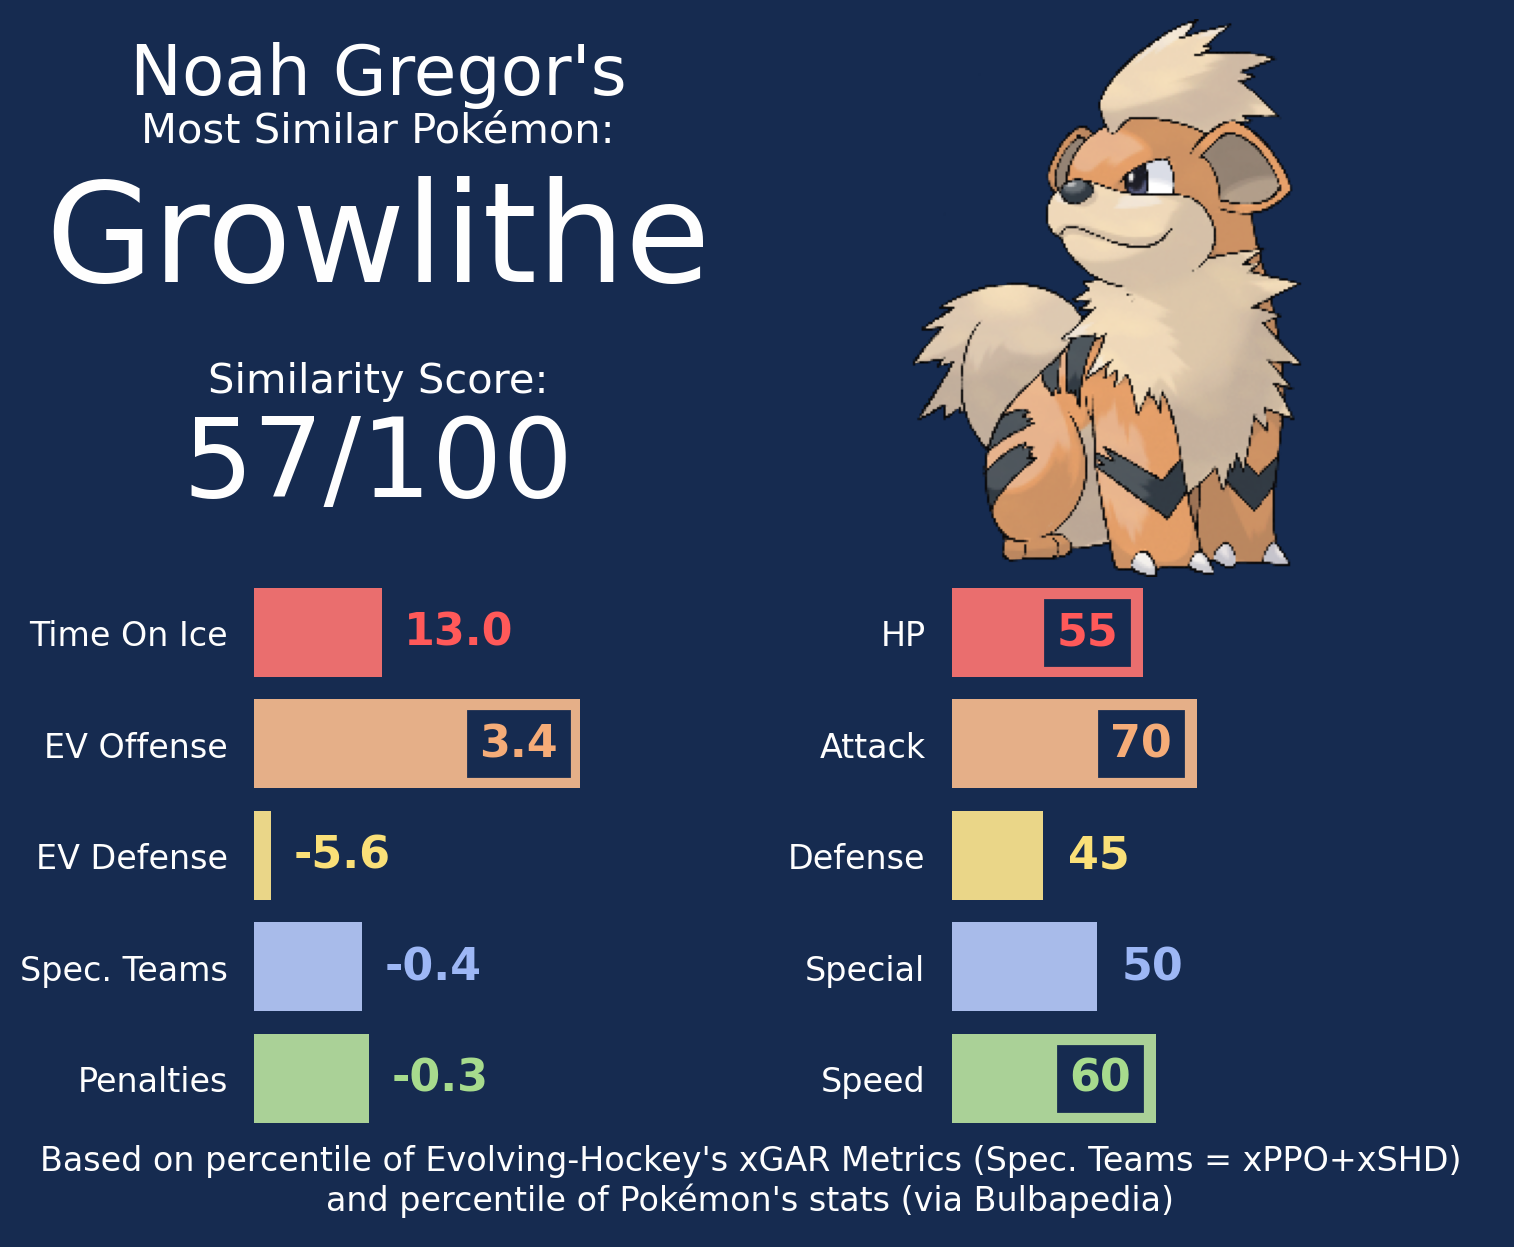 Noah Gregor's
Most Similar Pokémon:
Growlithe
Similarity Score:
57/100
Time On Ice 13.0
EV Offense 3.4
EV Defense -5.6
Spec. Teams -0.4
Penalties -0.3
HP 55
Attack 70
Defense 45
Special 50
Speed 60
Based on percentile of Evolving-Hockey's xGAR Metrics (Spec. Teams = xPPO+xSHD)
and percentile of Pokémon's stats (via Bulbapedia)